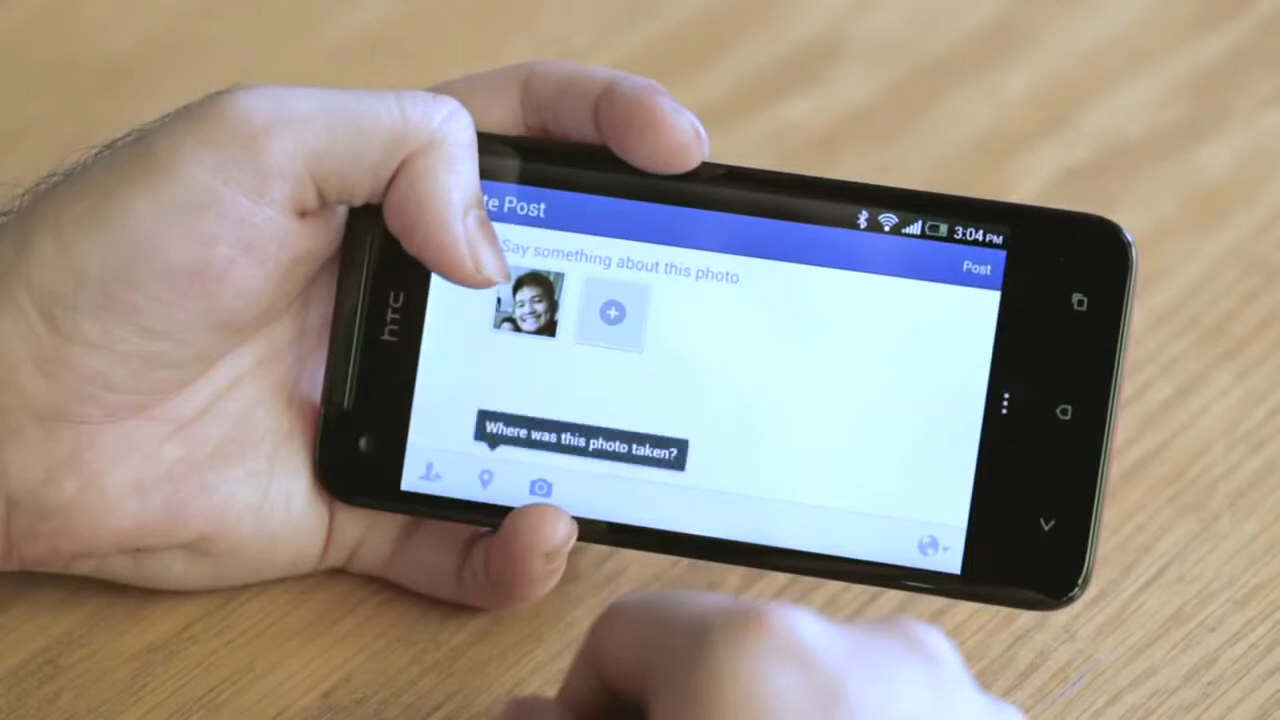 3:04 PM
te Post
Post
Say something about this photo
Where was this photo taken?
hTC